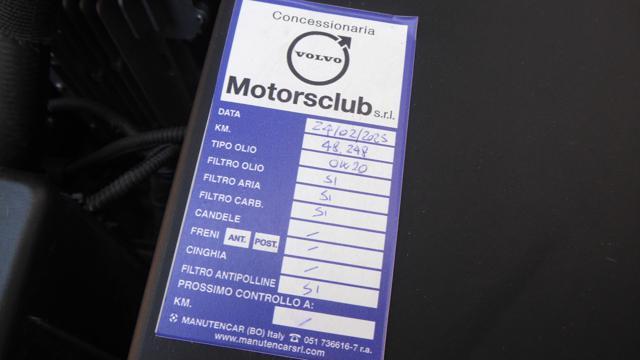 Concessionaria
VOLVO
Motorsclub s.r.l.
DATA 24/02/2025
KM. 48.248
TIPO OLIO 0W20
FILTRO OLIO SI
FILTRO ARIA SI
FILTRO CARB. SI
CANDELE
FRENI ANT. POST. /
CINGHIA /
FILTRO ANTIPOLLINE SI
PROSSIMO CONTROLLO A:
KM. /
MANUTENCAR (BO) Italy ☎ 051 736616-7 r.a.
www.manutencarsrl.com